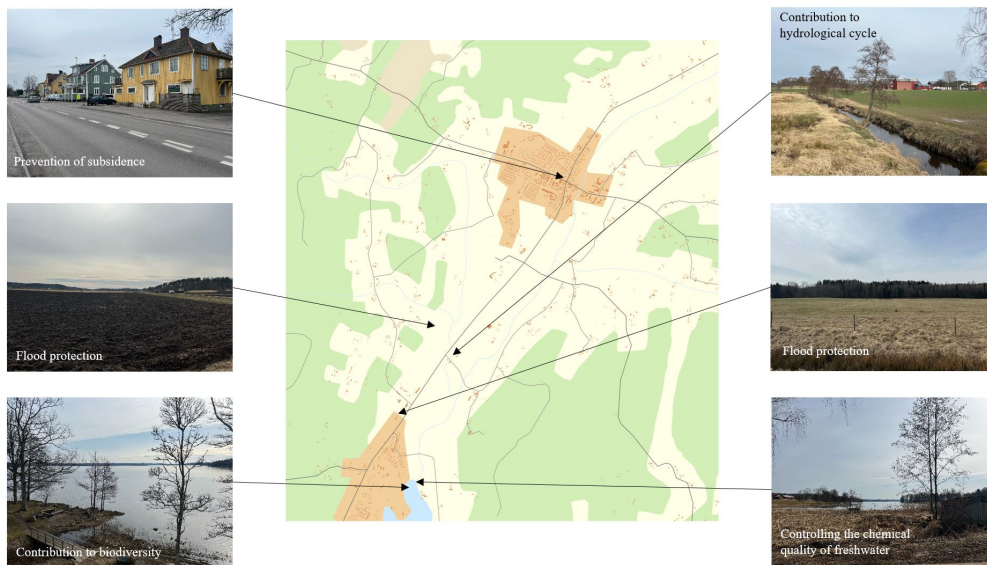 Prevention of subsidence
Contribution to
hydrological cycle
Flood protection
Flood protection
Contribution to biodiversity
Controlling the chemical
quality of freshwater